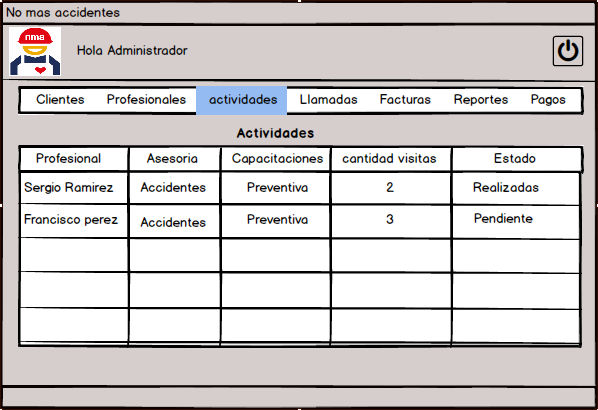 No mas accidentes
nma
Hola Administrador
Clientes Profesionales actividades Llamadas Facturas Reportes Pagos
Actividades
Profesional Asesoria Capacitaciones cantidad visitas Estado
Sergio Ramirez Accidentes Preventiva 2 Realizadas
Francisco perez Accidentes Preventiva 3 Pendiente